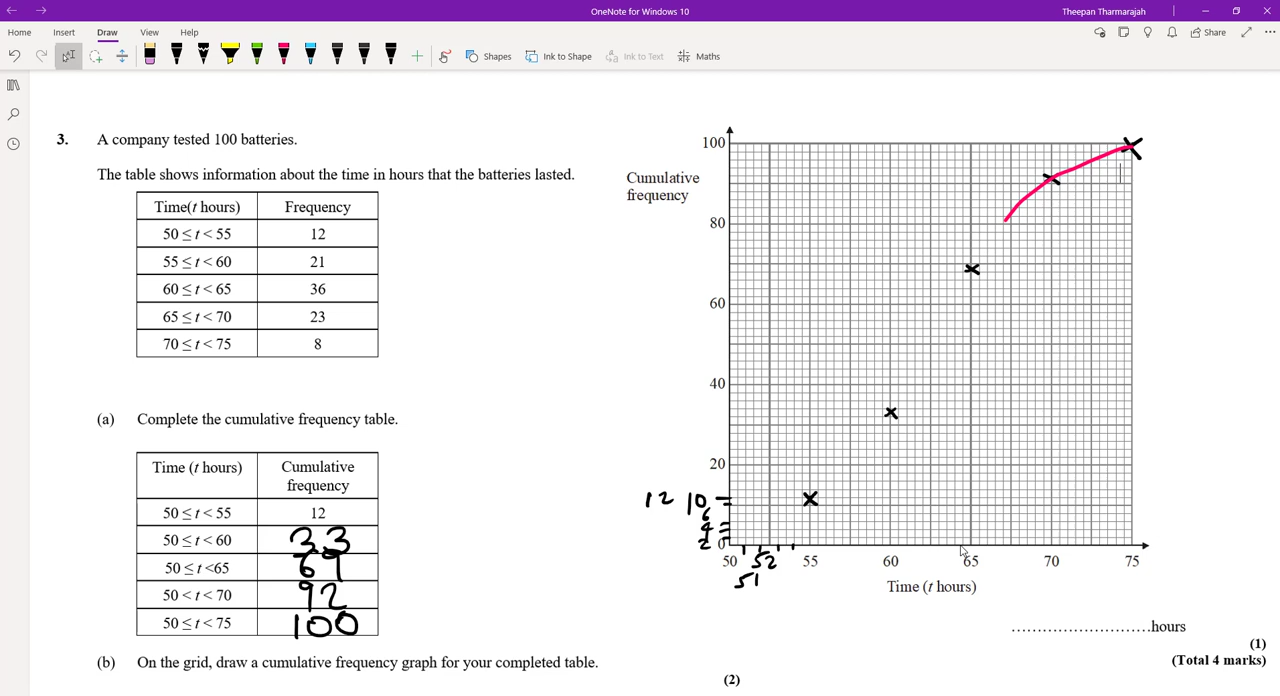 OneNote for Windows 10
Theepan Tharmarajah
Home Insert Draw View Help
Share
Shapes Ink to Shape Ink to Text Maths
3. A company tested 100 batteries.
The table shows information about the time in hours that the batteries lasted.
Time(t hours) Frequency
50 ≤ t < 55 12
55 ≤ t < 60 21
60 ≤ t < 65 36
65 ≤ t < 70 23
70 ≤ t < 75 8
(a) Complete the cumulative frequency table.
Time (t hours) Cumulative
frequency
50 ≤ t < 55 12
50 ≤ t < 60 33
50 ≤ t <65 69
50 < t < 70 92
50 ≤ t < 75 100
(b) On the grid, draw a cumulative frequency graph for your completed table.
(2)
Cumulative
frequency
100
80
60
40
20
12 10
6
4
2
0
50 55 60 65 70 75
52
51
Time (t hours)
............................hours
(1)
(Total 4 marks)